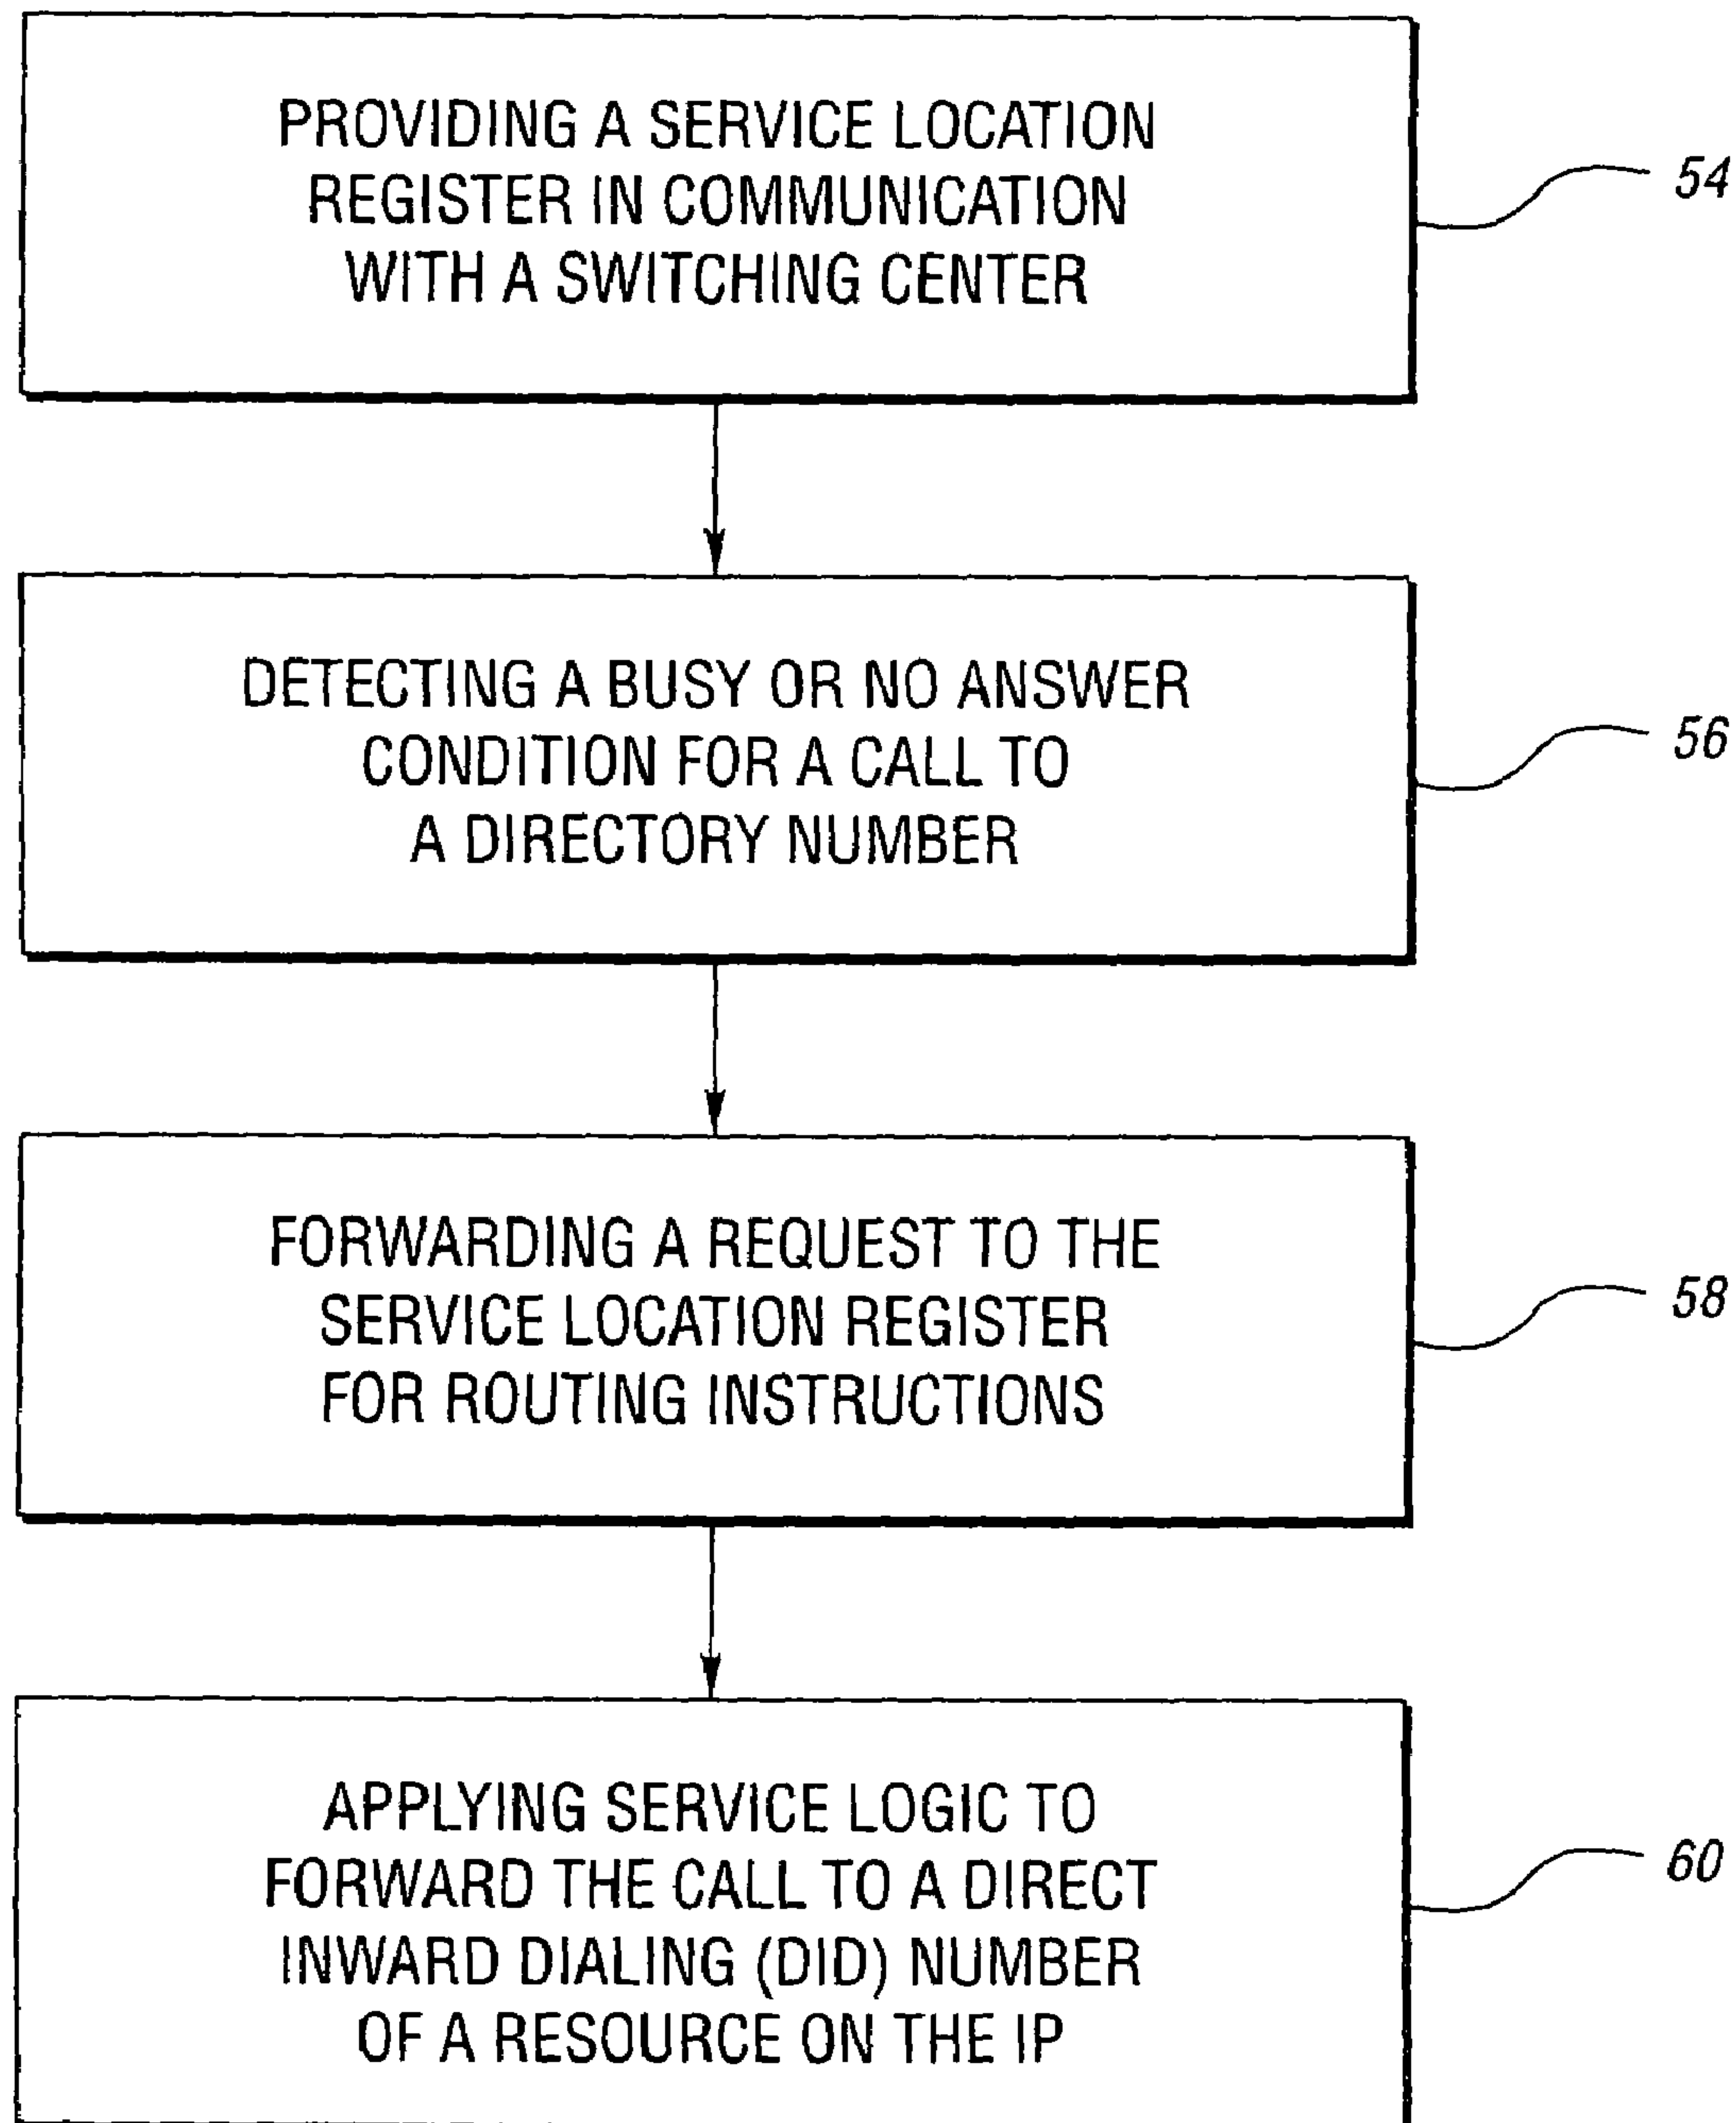 PROVIDING A SERVICE LOCATION
REGISTER IN COMMUNICATION
WITH A SWITCHING CENTER
54
DETECTING A BUSY OR NO ANSWER
CONDITION FOR A CALL TO
A DIRECTORY NUMBER
56
FORWARDING A REQUEST TO THE
SERVICE LOCATION REGISTER
FOR ROUTING INSTRUCTIONS
58
APPLYING SERVICE LOGIC TO
FORWARD THE CALL TO A DIRECT
INWARD DIALING (DID) NUMBER
OF A RESOURCE ON THE IP
60